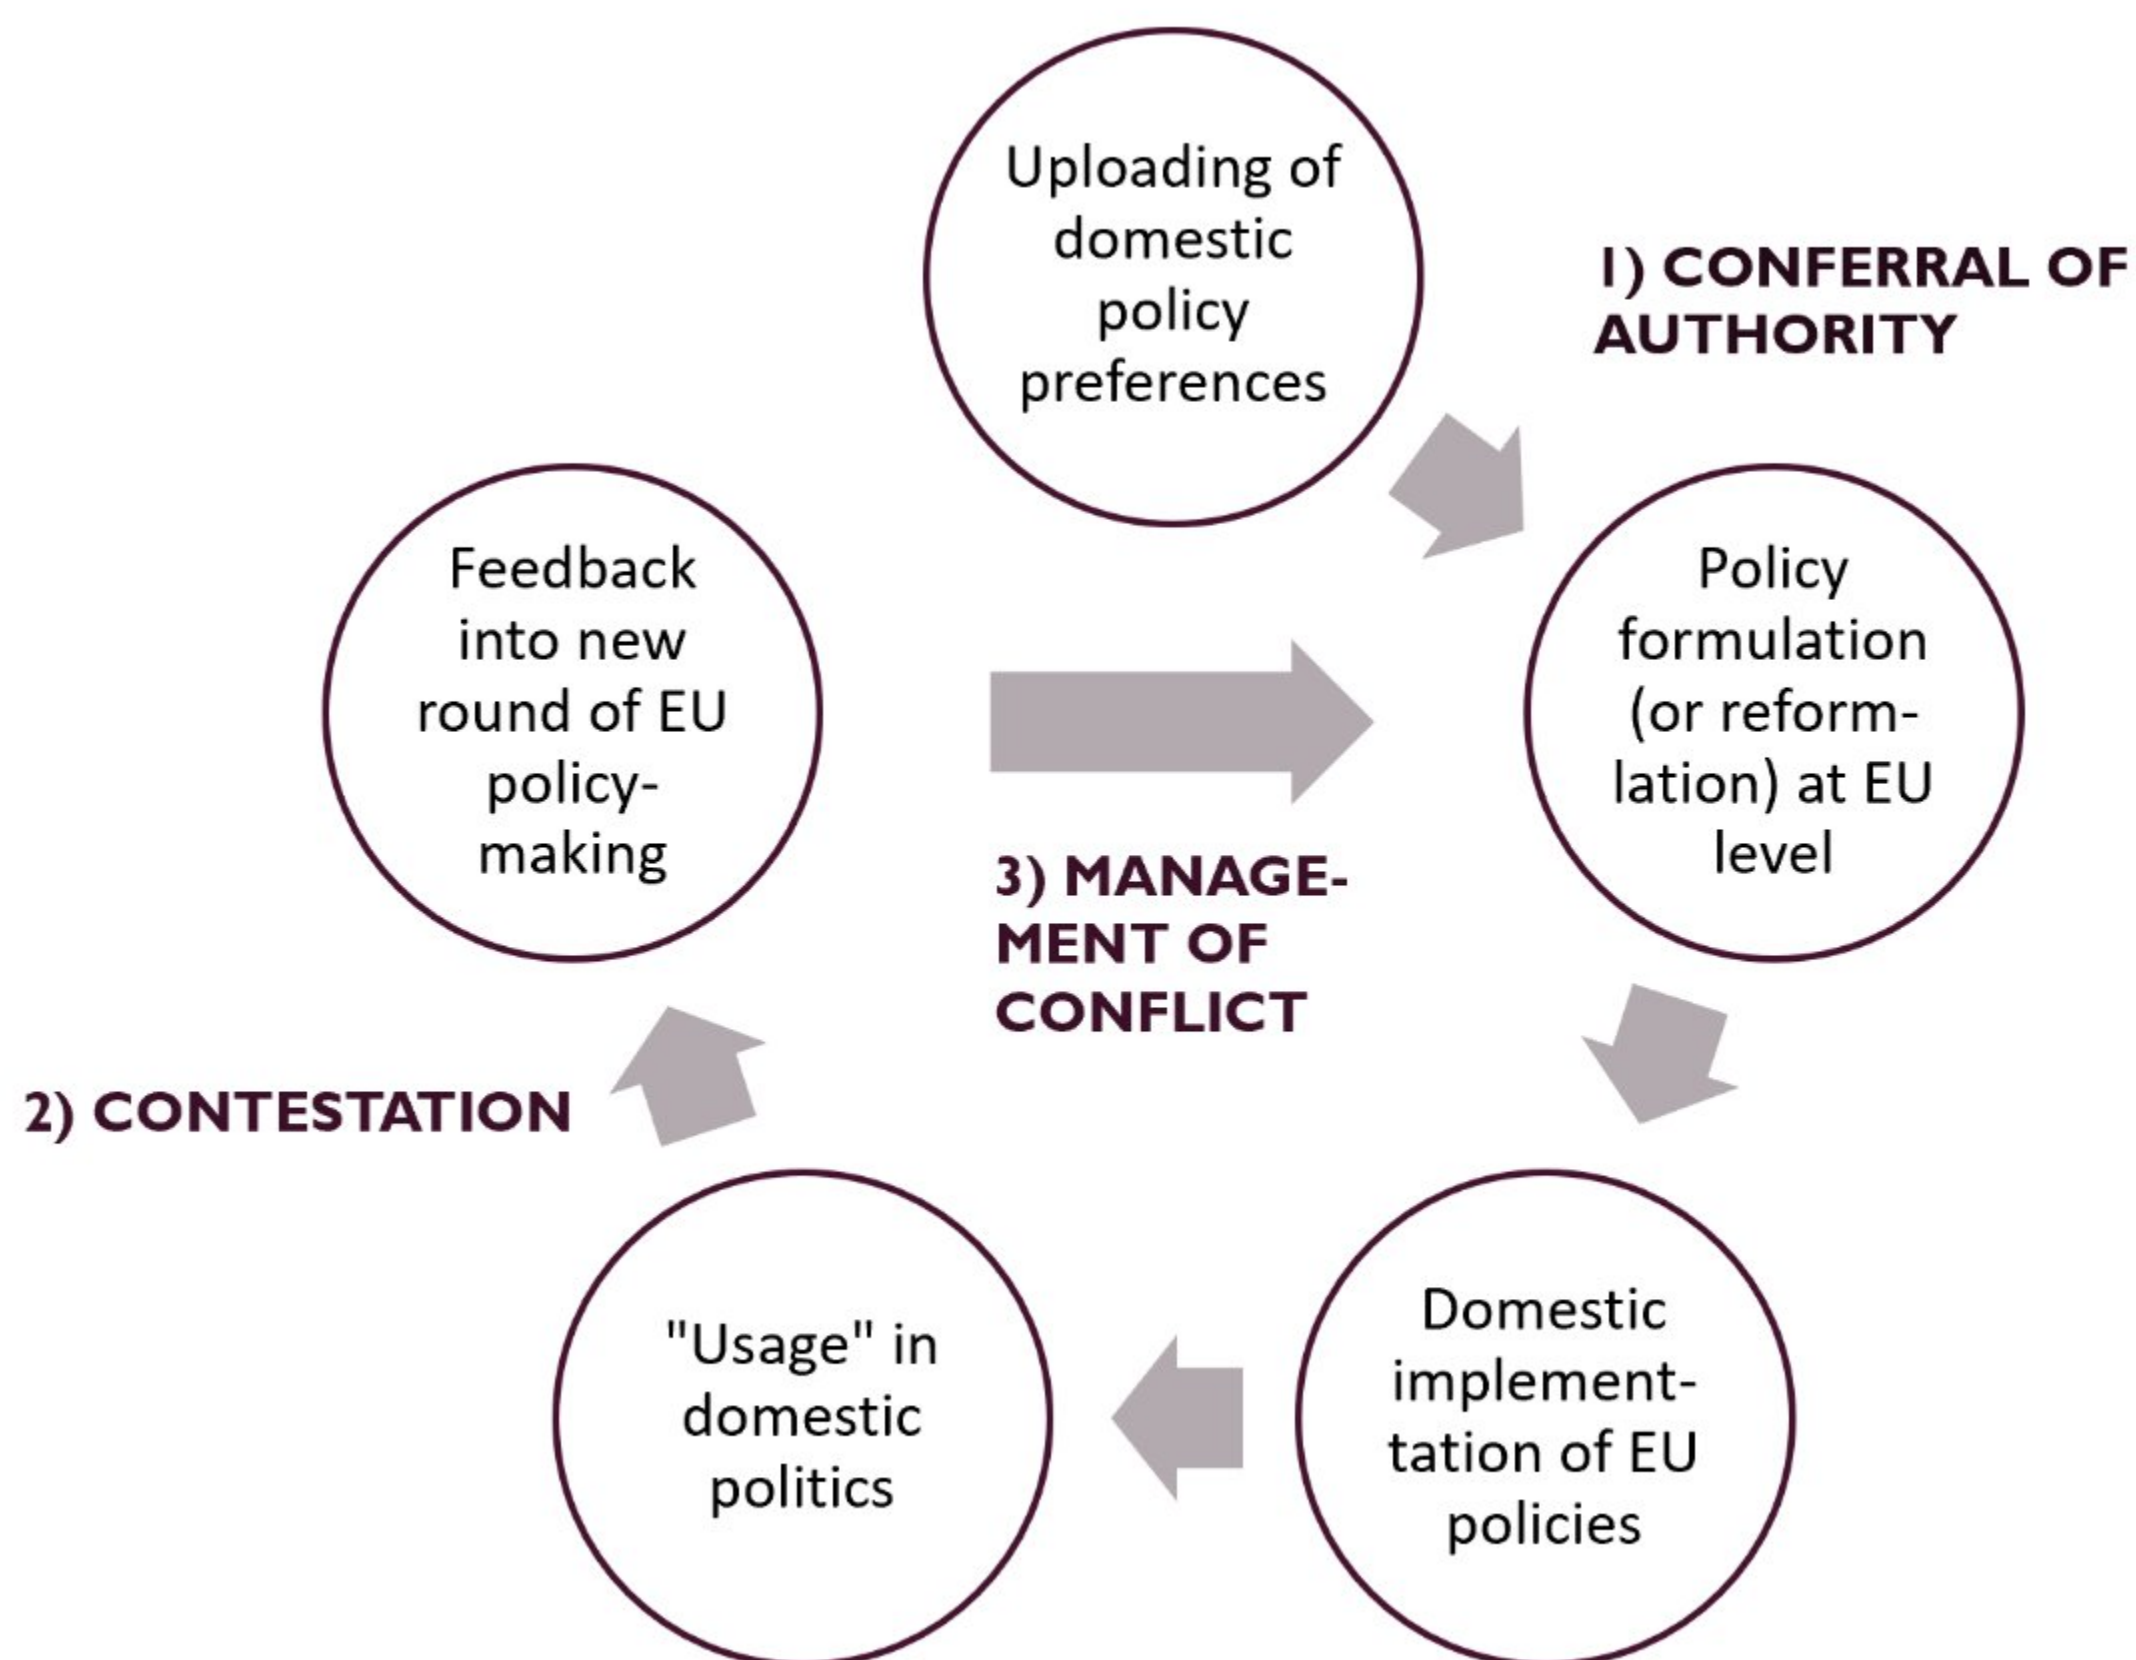 Uploading of
domestic
policy
preferences
1) CONFERRAL OF
AUTHORITY
Policy
formulation
(or reform-
lation) at EU
level
Domestic
implement-
tation of EU
policies
"Usage" in
domestic
politics
2) CONTESTATION
Feedback
into new
round of EU
policy-
making
3) MANAGE-
MENT OF
CONFLICT